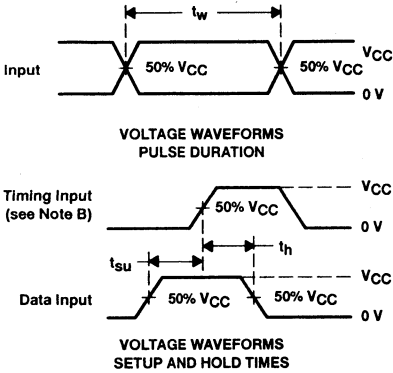 tw
Input
50% VCC
50% VCC
VCC
0 V
VOLTAGE WAVEFORMS
PULSE DURATION
Timing Input
(see Note B)
50% VCC
VCC
0 V
tsu
th
Data Input
50% VCC
50% VCC
VCC
0 V
VOLTAGE WAVEFORMS
SETUP AND HOLD TIMES